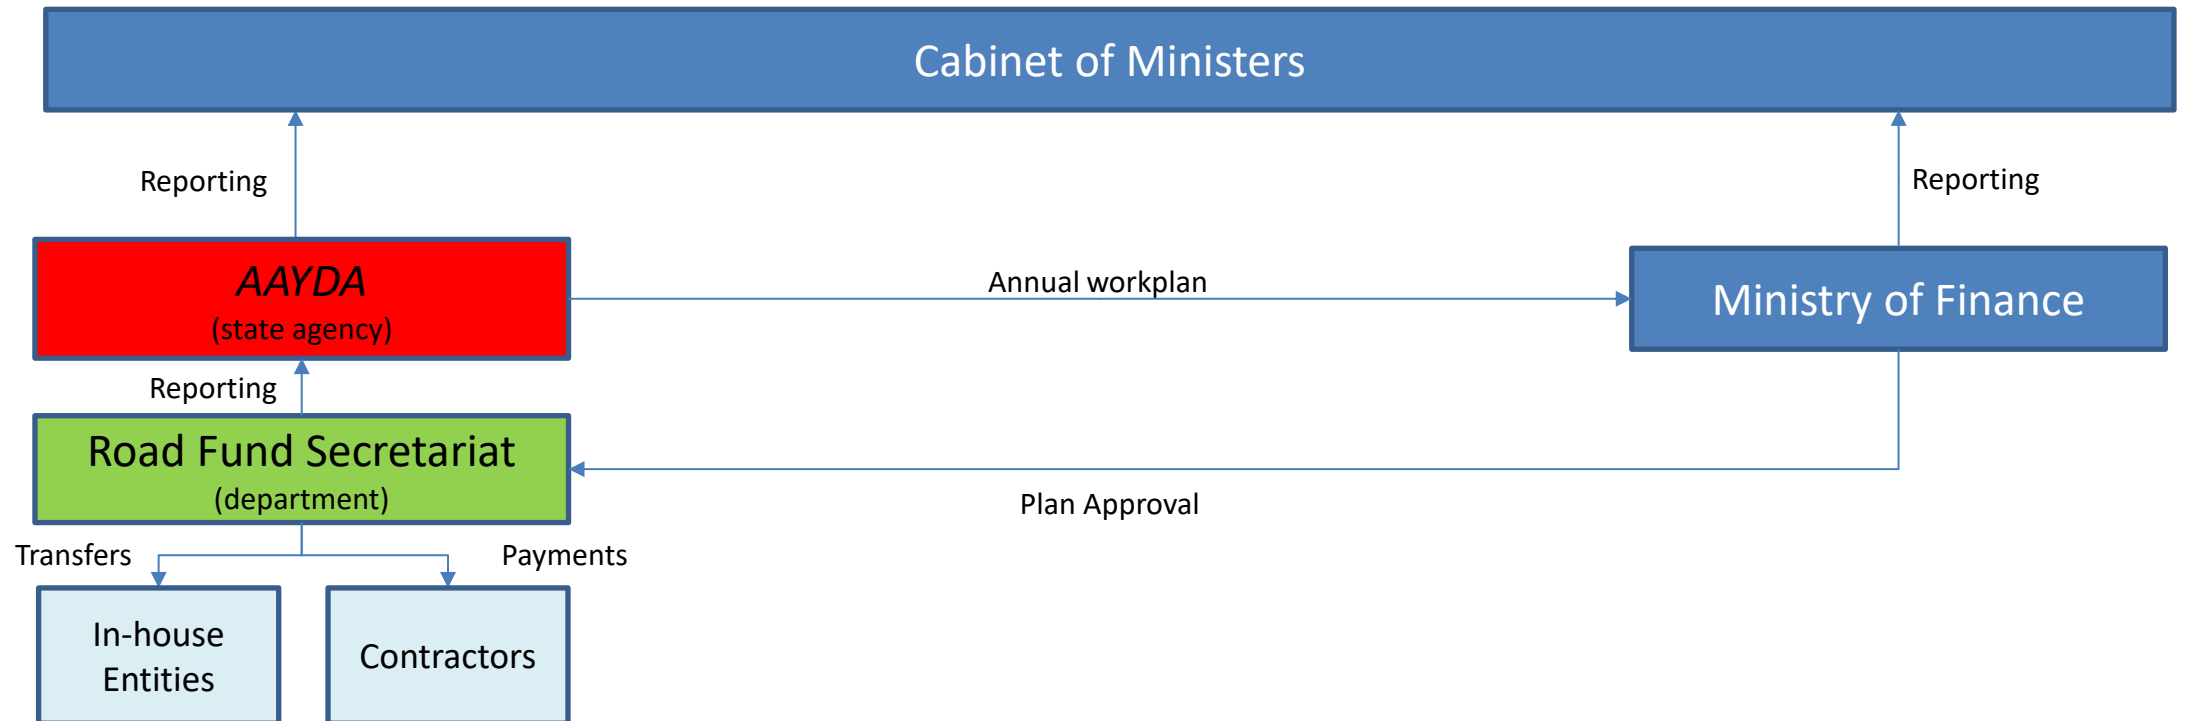 Cabinet of Ministers
Reporting
Reporting
AAYDA
(state agency)
Annual workplan
Ministry of Finance
Reporting
Road Fund Secretariat
(department)
Plan Approval
Transfers
Payments
In-house
Entities
Contractors